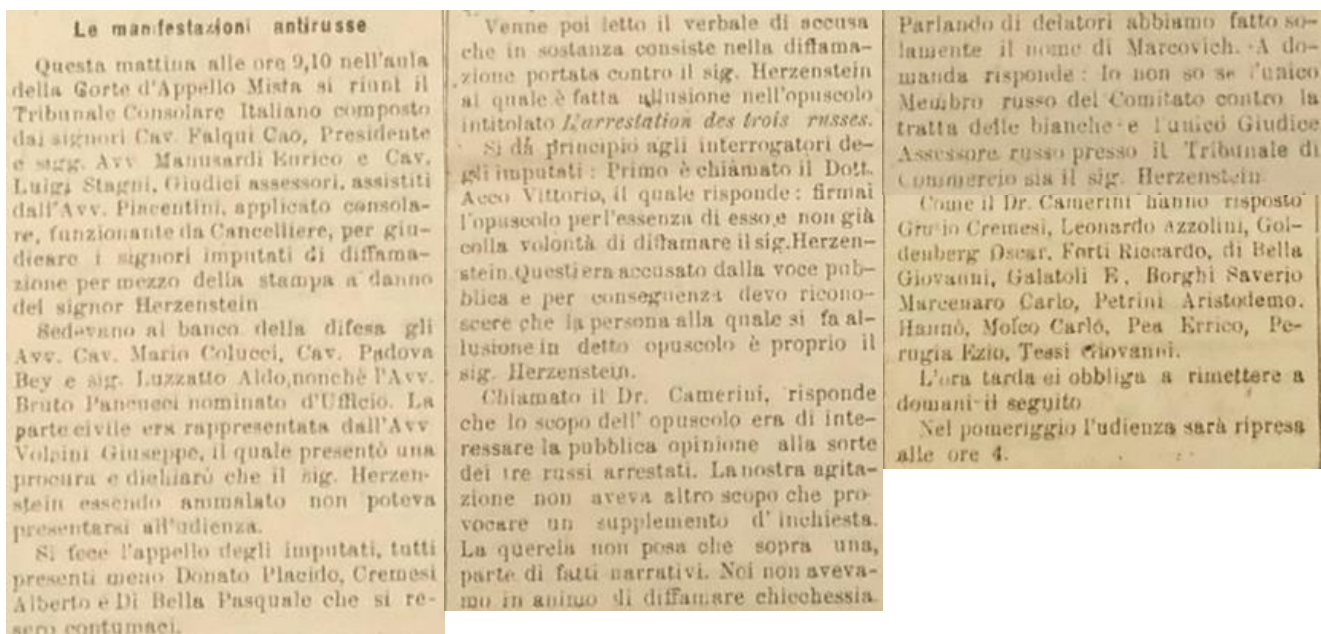 Le manifestazioni antirusse
Questa mattina alle ore 9,10 nell'aula
della Corte d'Appello Mista si riuni il
Tribunale Consolare Italiano composto
dai signori Cav. Falqui Cao, Presidente
e sigg. Avv Manusardi Enrico e Cav.
Luigi Stagni, Giudici assessori, assistiti
dall'Avv. Piacentini, applicato consola-
re, funzionante da Cancelliere, per giu-
dicare i signori imputati di diffama-
zione per mezzo della stampa a danno
del signor Herzenstein
Sedevano al banco della difesa gli
Avv. Cav. Mario Colucci, Cav. Padova
Bey e sig. Luzzatto Aldo, nonchè l'Avv.
Bruto Pancucci nominato d'Ufficio. La
parte civile era rappresentata dall'Avv
Volpini Giuseppe, il quale presentò una
procura e dichiarò che il sig. Herzen-
stein essendo ammalato non poteva
presentarsi all'udienza.
Si fece l'appello degli imputati, tutti
presenti meno Donato Placido, Cremesi
Alberto e Di Bella Pasquale che si re-
sero contumaci.
Venne poi letto il verbale di accusa
che in sostanza consiste nella diffama-
zione portata contro il sig. Herzenstein
al quale è fatta allusione nell'opuscolo
intitolato L'arrestation des trois russes.
Si dà principio agli interrogatori de-
gli imputati : Primo è chiamato il Dott.
Acco Vittorio, il quale risponde : firmai
l'opuscolo per l'essenza di esso e non già
colla volontà di diffamare il sig. Herzen-
stein. Questi era accusato dalla voce pub-
blica e per conseguenza devo ricono-
scere che la persona alla quale si fa al-
lusione in detto opuscolo è proprio il
sig. Herzenstein.
Chiamato il Dr. Camerini, risponde
che lo scopo dell' opuscolo era di inte-
ressare la pubblica opinione alla sorte
dei tre russi arrestati. La nostra agita-
zione non aveva altro scopo che pro-
vocare un supplemento d' inchiesta.
La querela non posa che sopra una,
parte di fatti narrativi. Noi non aveva-
mo in animo di diffamare chicchessia.
Parlando di delatori abbiamo fatto so-
lamente il nome di Marcovich. A do-
manda risponde : Io non so se l'unico
Membro russo del Comitato contro la
tratta delle bianche e l'unico Giudice
Assessore russo presso il Tribunale di
Commercio sia il sig. Herzenstein
Come il Dr. Camerini hanno risposto
Cremesi, Leonardo Azzolini, Gol-
denberg Oscar, Forti Riccardo, di Bella
Giovanni, Galatoli E, Borghi Saverio
Marcenaro Carlo, Petrini Aristodemo.
Hannò, Molco Carlo, Pea Errico, Pe-
rugia Ezio, Tessi Giovanni.
L'ora tarda ci obbliga a rimettere a
domani il seguito
Nel pomeriggio l'udienza sarà ripresa
alle ore 4.